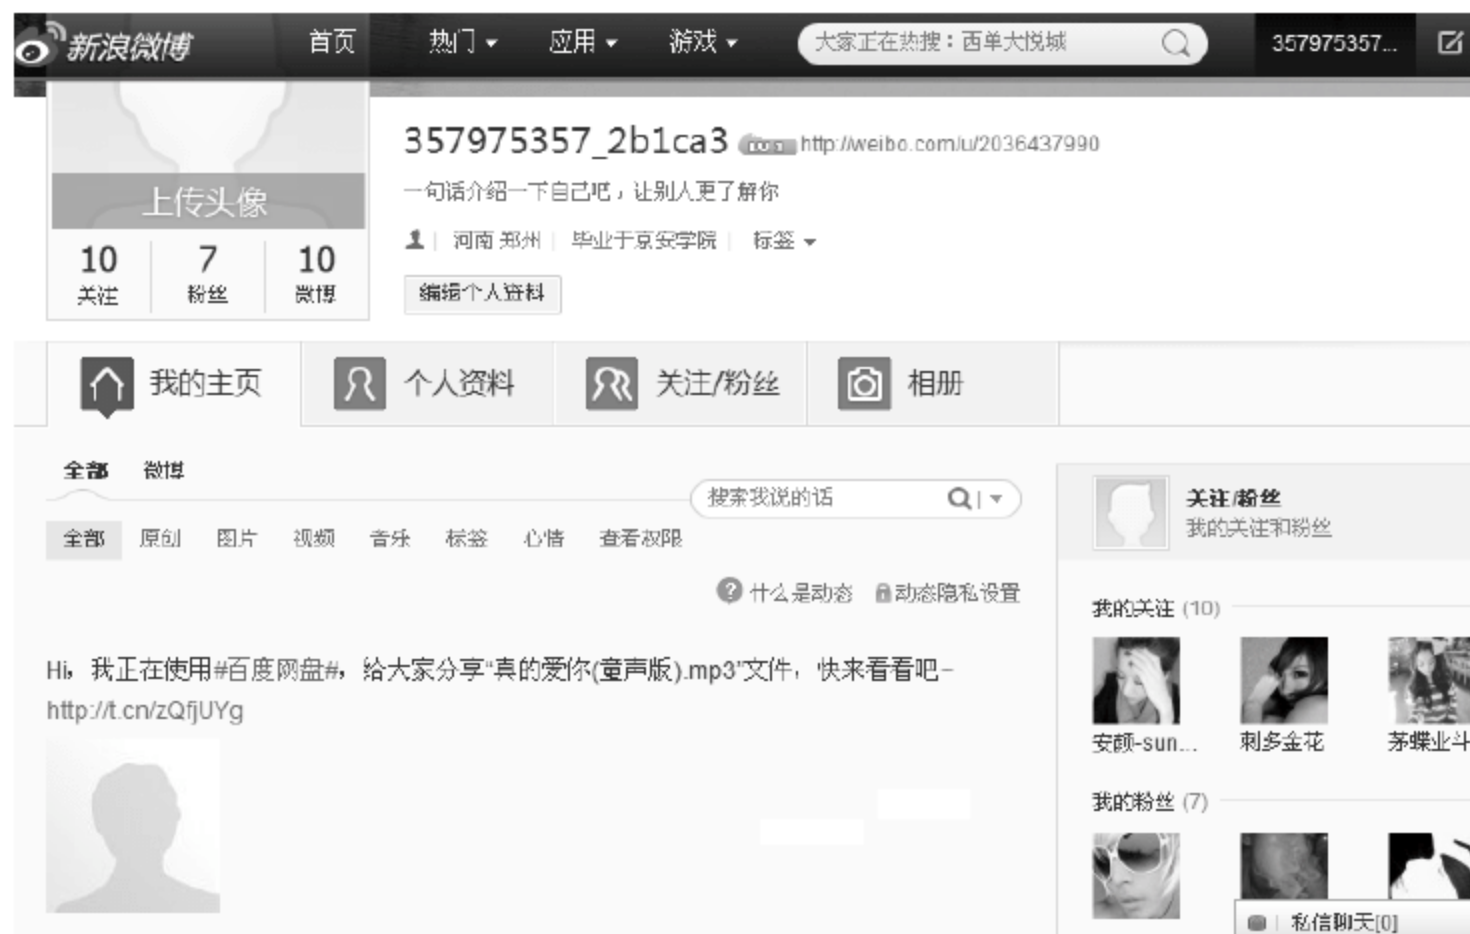 新浪微博 首页 热门 应用 游戏 大家正在热搜：西单大悦城 357975357...
上传头像
10 7 10
关注 粉丝 微博
357975357_2b1ca3 http://weibo.com/u/2036437990
一句话介绍一下自己吧，让别人更了解你
河南 郑州 毕业于京安学院 标签
编辑个人资料
我的主页 个人资料 关注/粉丝 相册
全部 微博
搜索我说的话
全部 原创 图片 视频 音乐 标签 心情 查看权限
什么是动态 动态隐私设置
Hi，我正在使用#百度网盘#，给大家分享"真的爱你(童声版).mp3"文件，快来看看吧~
http://t.cn/zQfjUYg
关注/粉丝
我的关注和粉丝
我的关注 (10)
安颜-sun... 刺多金花 茅蝶业斗
我的粉丝 (7)
私信聊天[0]